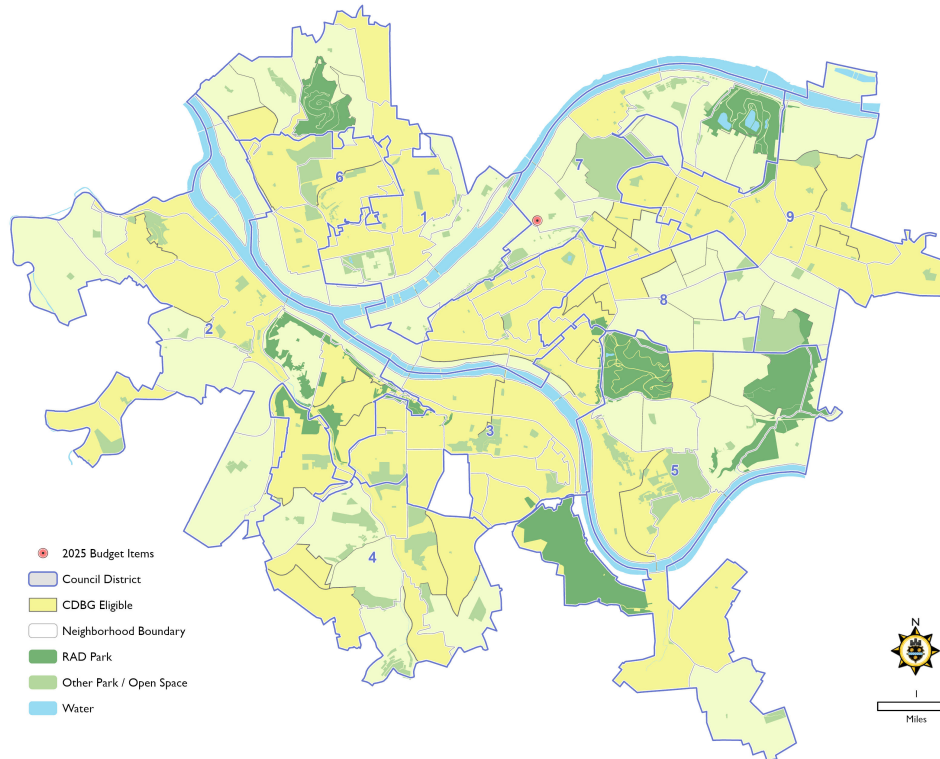 7
6
1
9
8
2
3
5
4
2025 Budget Items
Council District
CDBG Eligible
Neighborhood Boundary
RAD Park
Other Park / Open Space
Water
N
1
Miles